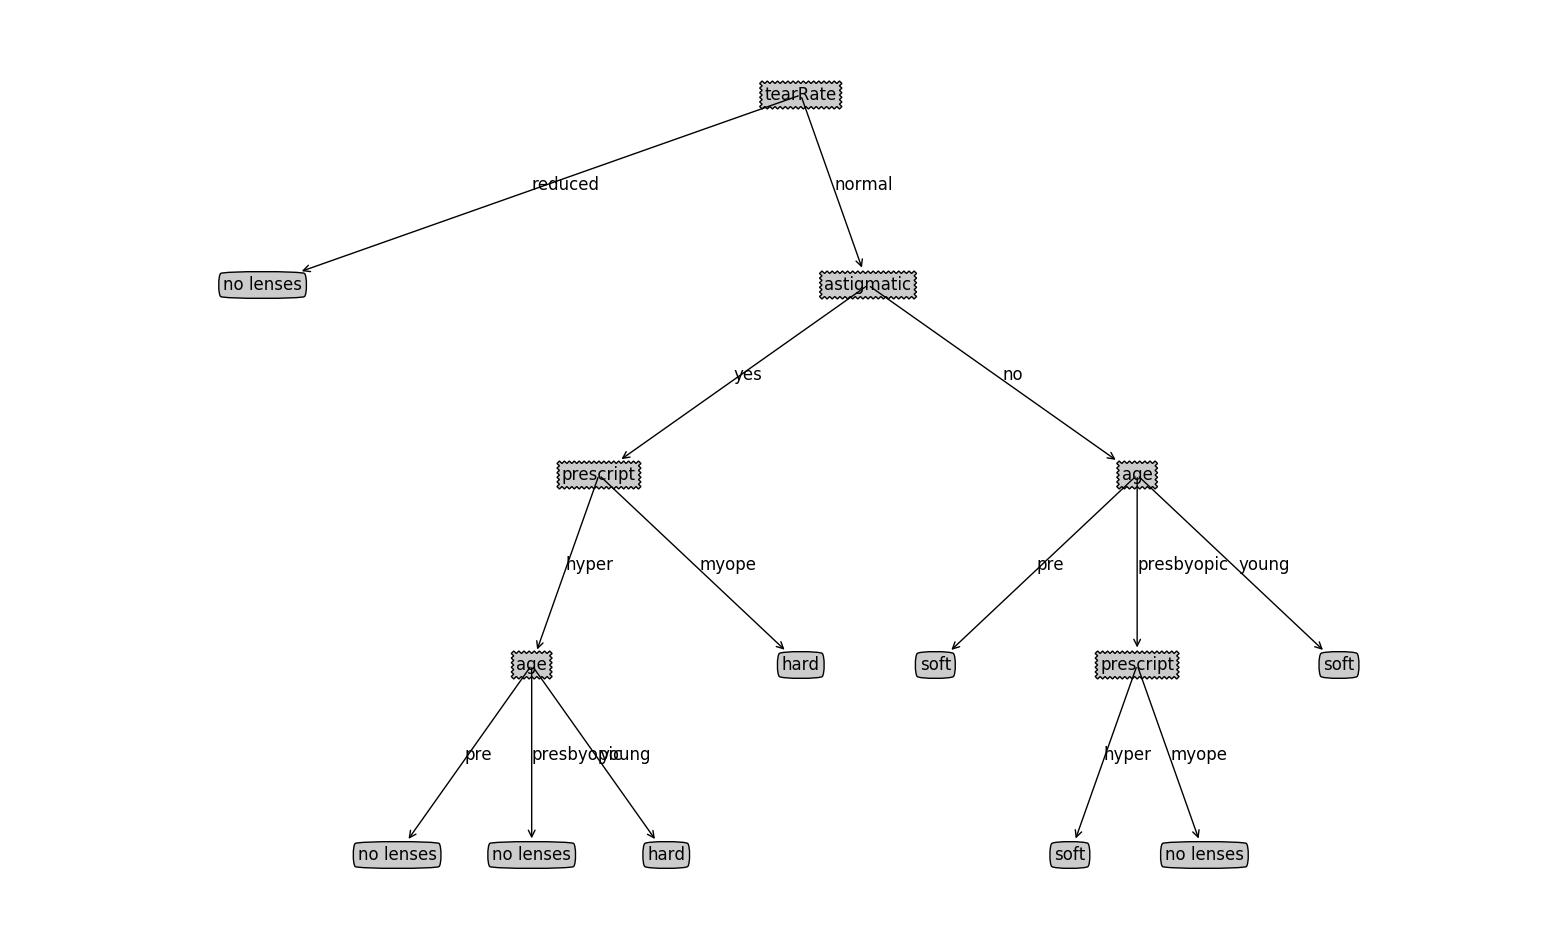 tearRate
reduced
normal
no lenses
astigmatic
yes
no
prescript
age
hyper
myope
pre
presbyopic
young
age
hard
soft
prescript
soft
pre
presbyopic
young
hyper
myope
no lenses
no lenses
hard
soft
no lenses